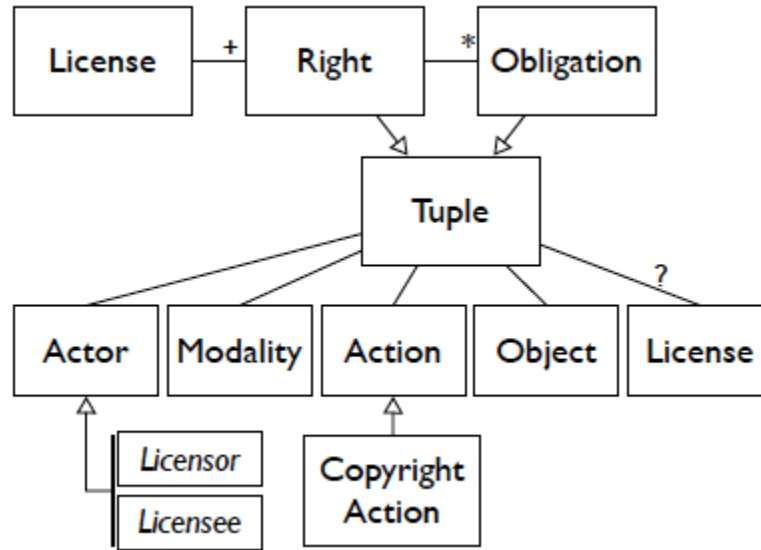 License
+
Right
*
Obligation
Tuple
?
Actor
Modality
Action
Object
License
Licensor
Licensee
Copyright
Action